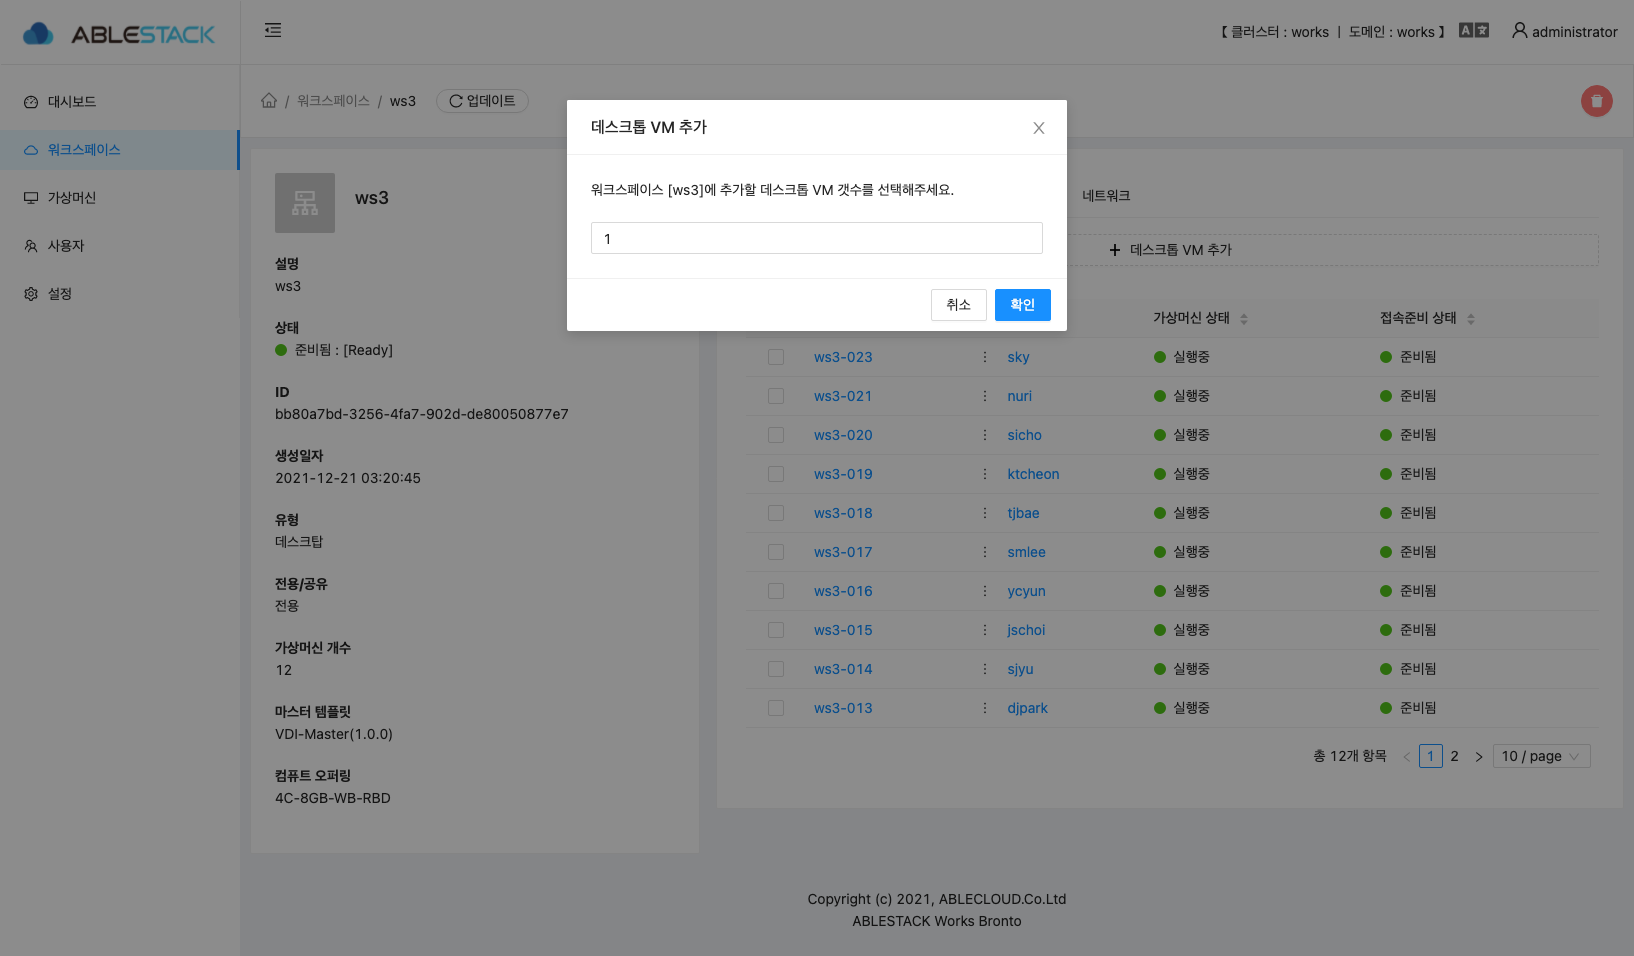 ABLESTACK
【 클러스터 : works ㅣ 도메인 : works 】
administrator
대시보드
워크스페이스
가상머신
사용자
설정
/ 워크스페이스 / ws3
업데이트
데스크톱 VM 추가
워크스페이스 [ws3]에 추가할 데스크톱 VM 갯수를 선택해주세요.
1
취소
확인
ws3
설명
ws3
상태
준비됨 : [Ready]
ID
bb80a7bd-3256-4fa7-902d-de80050877e7
생성일자
2021-12-21 03:20:45
유형
데스크탑
전용/공유
전용
가상머신 개수
12
마스터 템플릿
VDI-Master(1.0.0)
컴퓨트 오퍼링
4C-8GB-WB-RBD
네트워크
+ 데스크톱 VM 추가
가상머신 상태 접속준비 상태
ws3-023 sky 실행중 준비됨
ws3-021 nuri 실행중 준비됨
ws3-020 sicho 실행중 준비됨
ws3-019 ktcheon 실행중 준비됨
ws3-018 tjbae 실행중 준비됨
ws3-017 smlee 실행중 준비됨
ws3-016 ycyun 실행중 준비됨
ws3-015 jschoi 실행중 준비됨
ws3-014 sjyu 실행중 준비됨
ws3-013 djpark 실행중 준비됨
총 12개 항목 < 1 2 > 10 / page
Copyright (c) 2021, ABLECLOUD.Co.Ltd
ABLESTACK Works Bronto